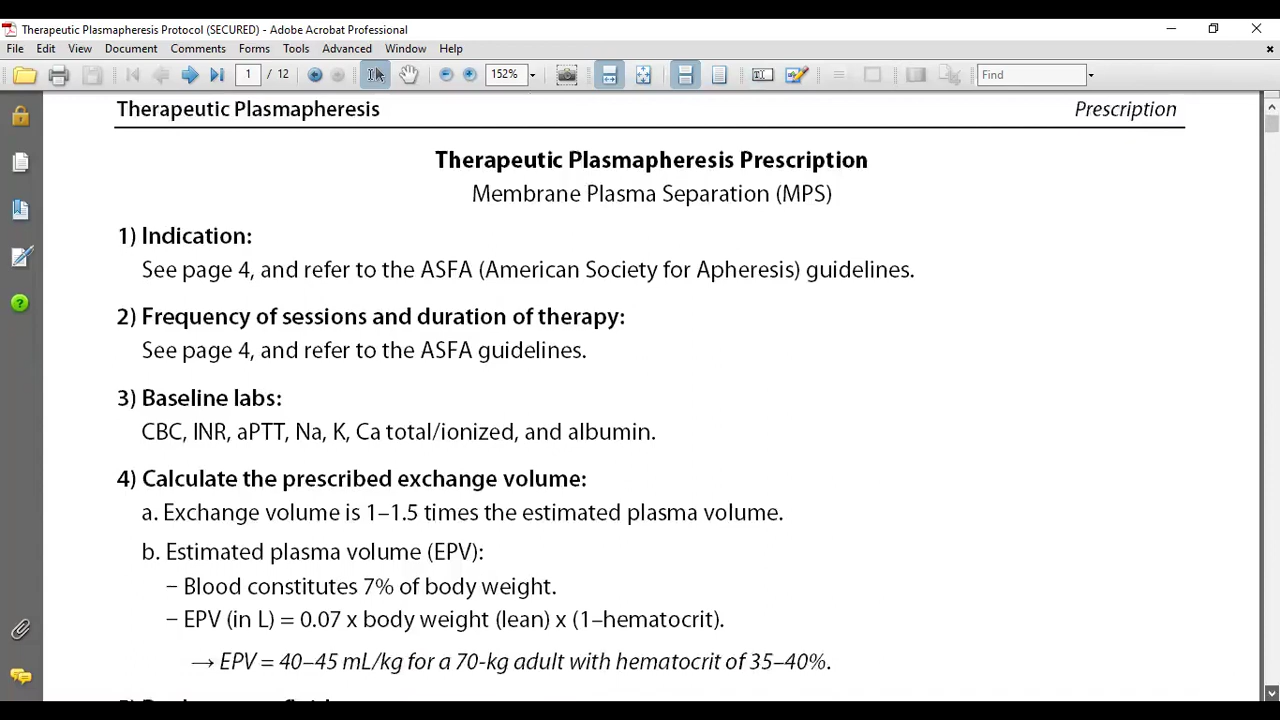 Therapeutic Plasmapheresis Protocol (SECURED) - Adobe Acrobat Professional
File Edit View Document Comments Forms Tools Advanced Window Help
1 / 12 152% Find
Therapeutic Plasmapheresis Prescription
Therapeutic Plasmapheresis Prescription
Membrane Plasma Separation (MPS)
1) Indication:
See page 4, and refer to the ASFA (American Society for Apheresis) guidelines.
2) Frequency of sessions and duration of therapy:
See page 4, and refer to the ASFA guidelines.
3) Baseline labs:
CBC, INR, aPTT, Na, K, Ca total/ionized, and albumin.
4) Calculate the prescribed exchange volume:
a. Exchange volume is 1–1.5 times the estimated plasma volume.
b. Estimated plasma volume (EPV):
– Blood constitutes 7% of body weight.
– EPV (in L) = 0.07 x body weight (lean) x (1–hematocrit).
→ EPV = 40–45 mL/kg for a 70-kg adult with hematocrit of 35–40%.